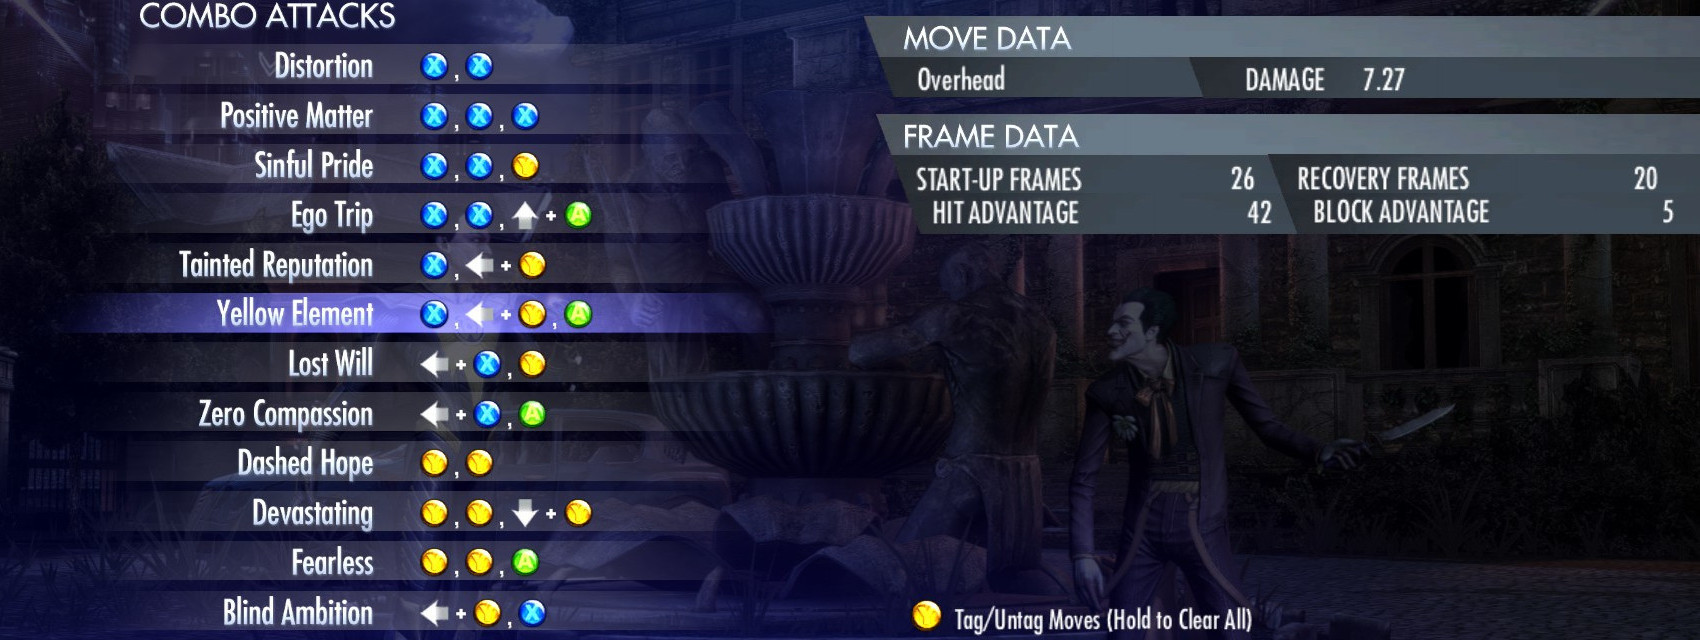 COMBO ATTACKS
Distortion X , X
Positive Matter X , X , X
Sinful Pride X , X , Y
Ego Trip X , X , ⬆ + A
Tainted Reputation X , ⬅ + Y
Yellow Element X , ⬅ + Y , A
Lost Will ⬅ + X , Y
Zero Compassion ⬅ + X , A
Dashed Hope Y , Y
Devastating Y , Y , ⬇ + Y
Fearless Y , Y , A
Blind Ambition ⬅ + Y , X
MOVE DATA
Overhead DAMAGE 7.27
FRAME DATA
START-UP FRAMES 26 RECOVERY FRAMES 20
HIT ADVANTAGE 42 BLOCK ADVANTAGE 5
Y Tag/Untag Moves (Hold to Clear All)